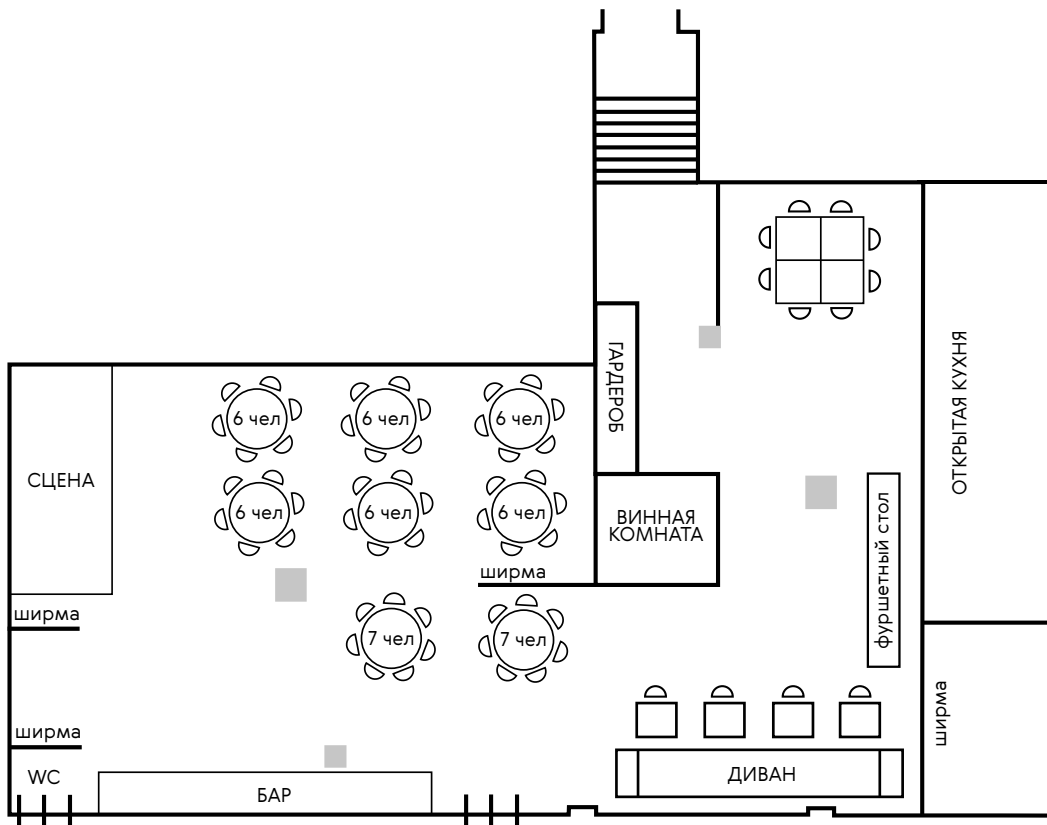 ГАРДЕРОБ
ОТКРЫТАЯ КУХНЯ
6 чел
6 чел
6 чел
СЦЕНА
6 чел
6 чел
6 чел
ВИННАЯ
КОМНАТА
фуршетный стол
ширма
ширма
7 чел
7 чел
ширма
ширма
WC
ДИВАН
БАР